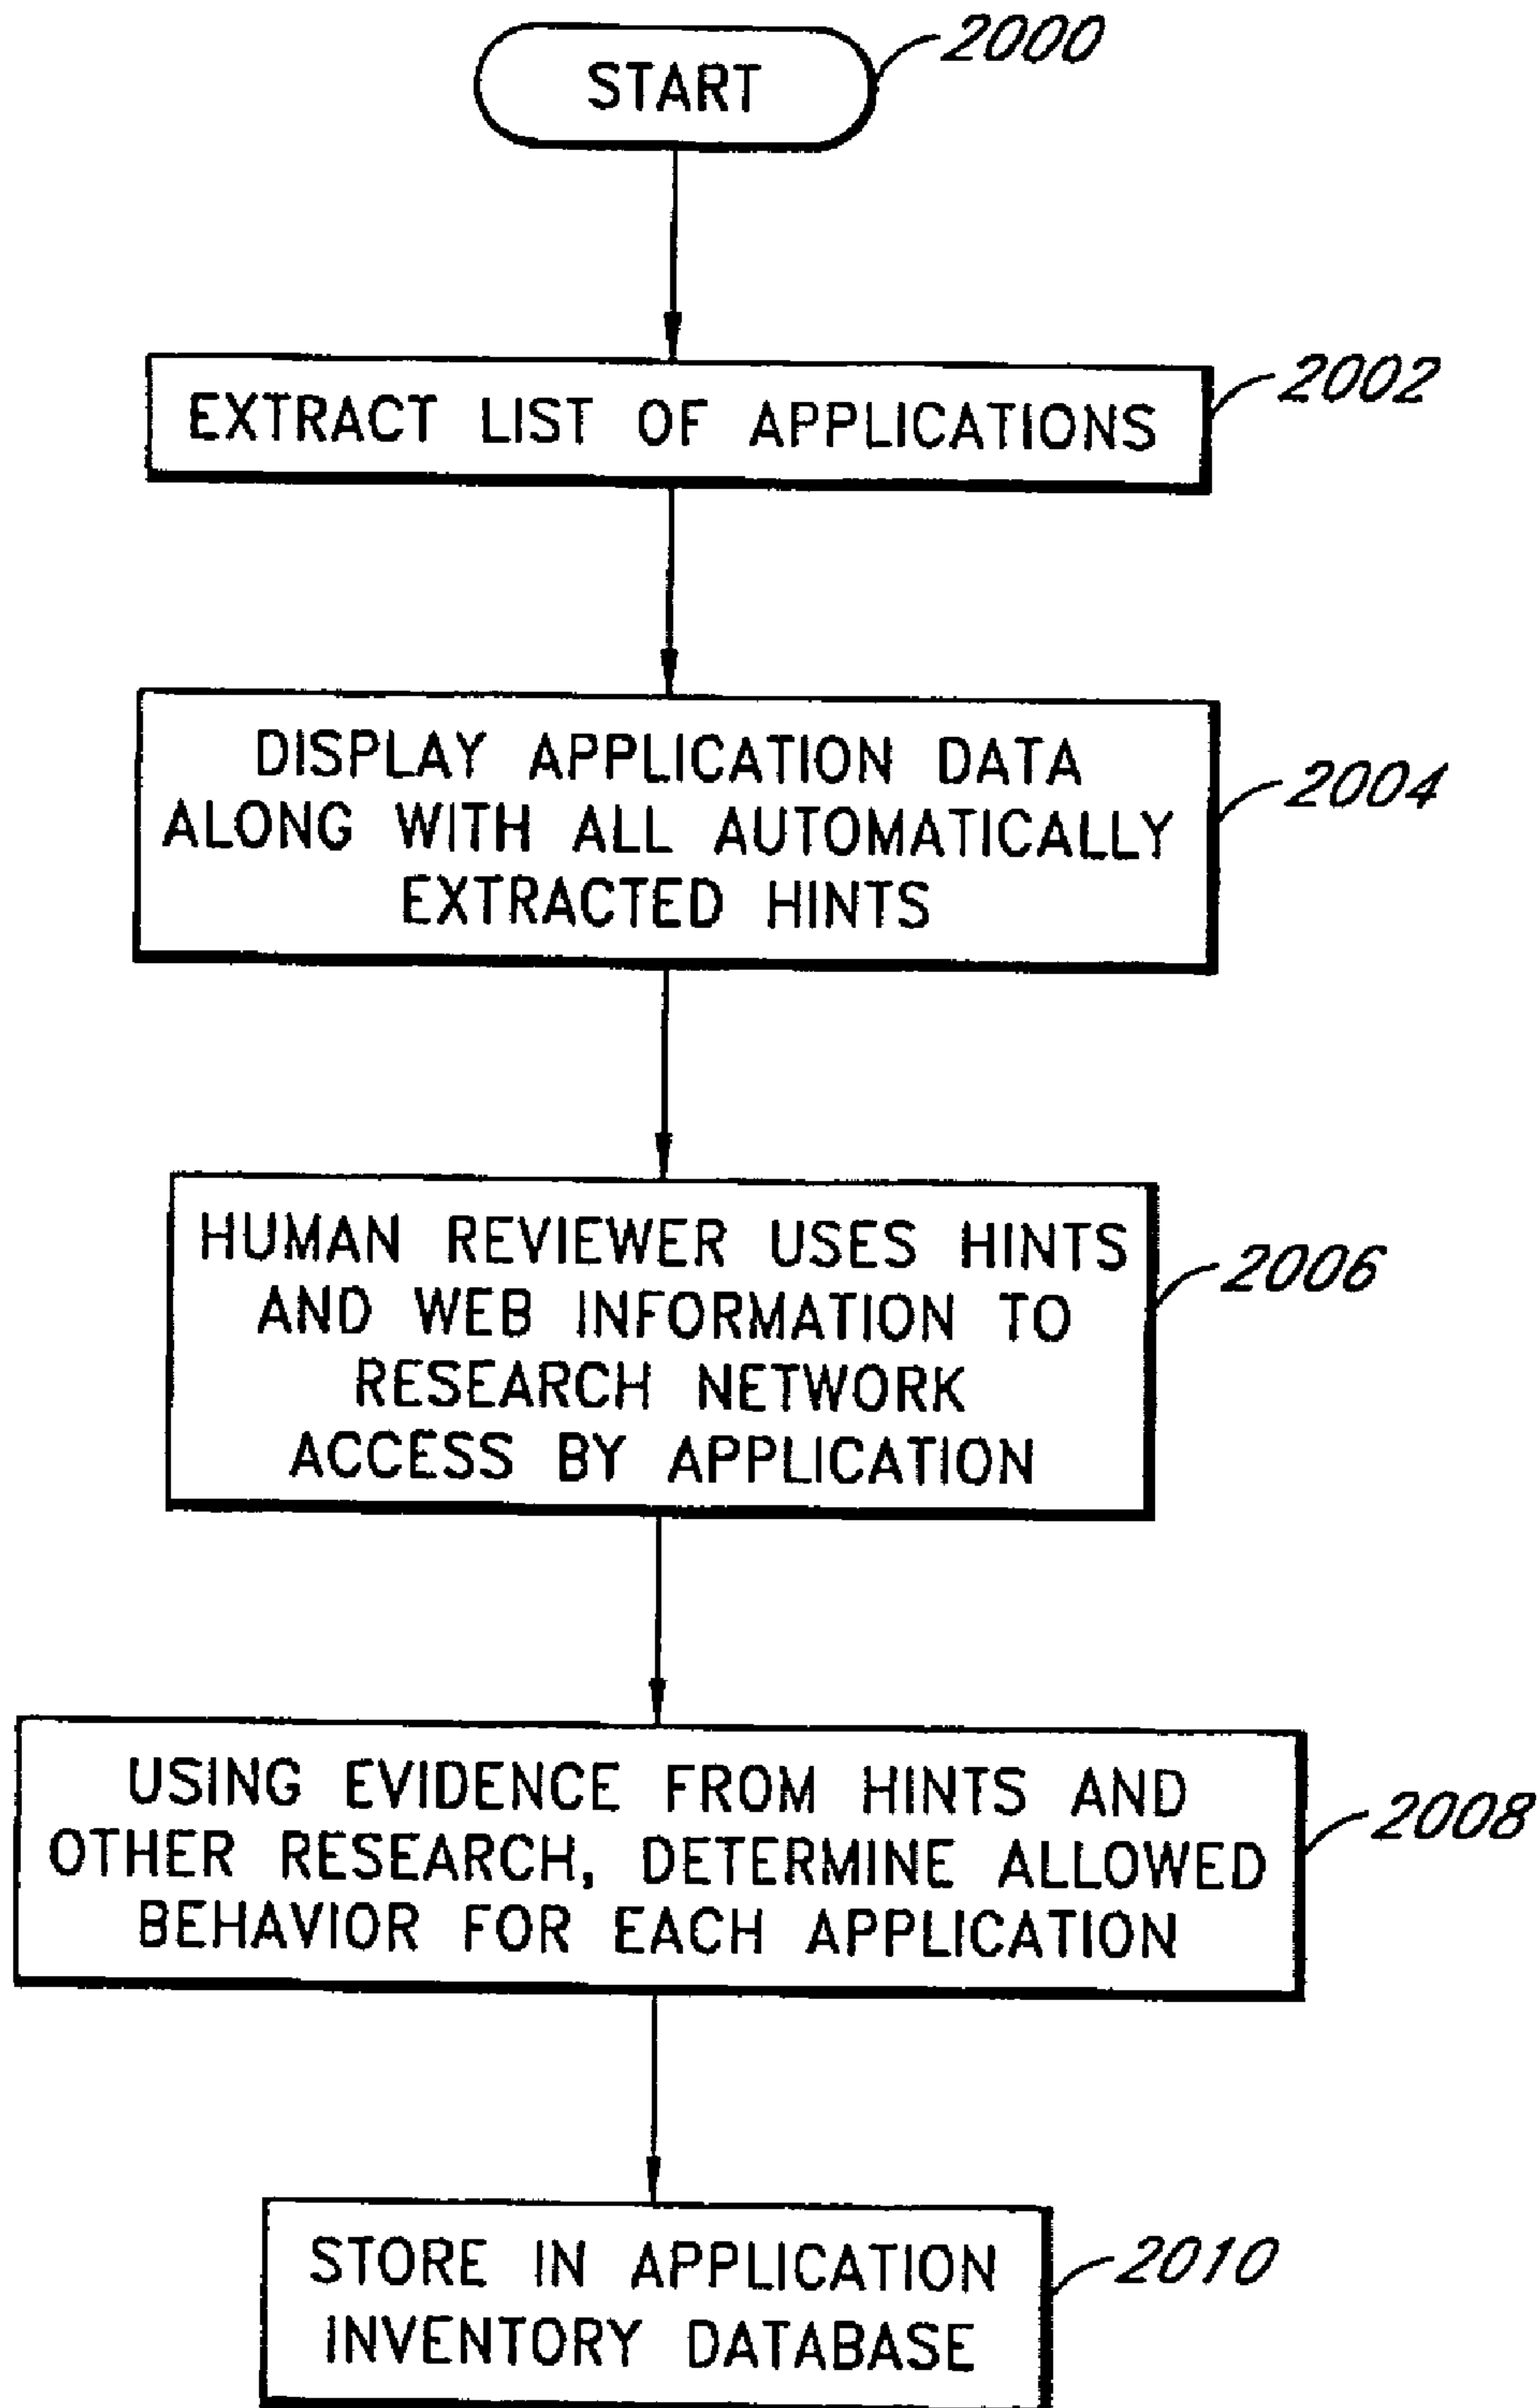 START
2000
EXTRACT LIST OF APPLICATIONS
2002
DISPLAY APPLICATION DATA
ALONG WITH ALL AUTOMATICALLY
EXTRACTED HINTS
2004
HUMAN REVIEWER USES HINTS
AND WEB INFORMATION TO
RESEARCH NETWORK
ACCESS BY APPLICATION
2006
USING EVIDENCE FROM HINTS AND
OTHER RESEARCH, DETERMINE ALLOWED
BEHAVIOR FOR EACH APPLICATION
2008
STORE IN APPLICATION
INVENTORY DATABASE
2010